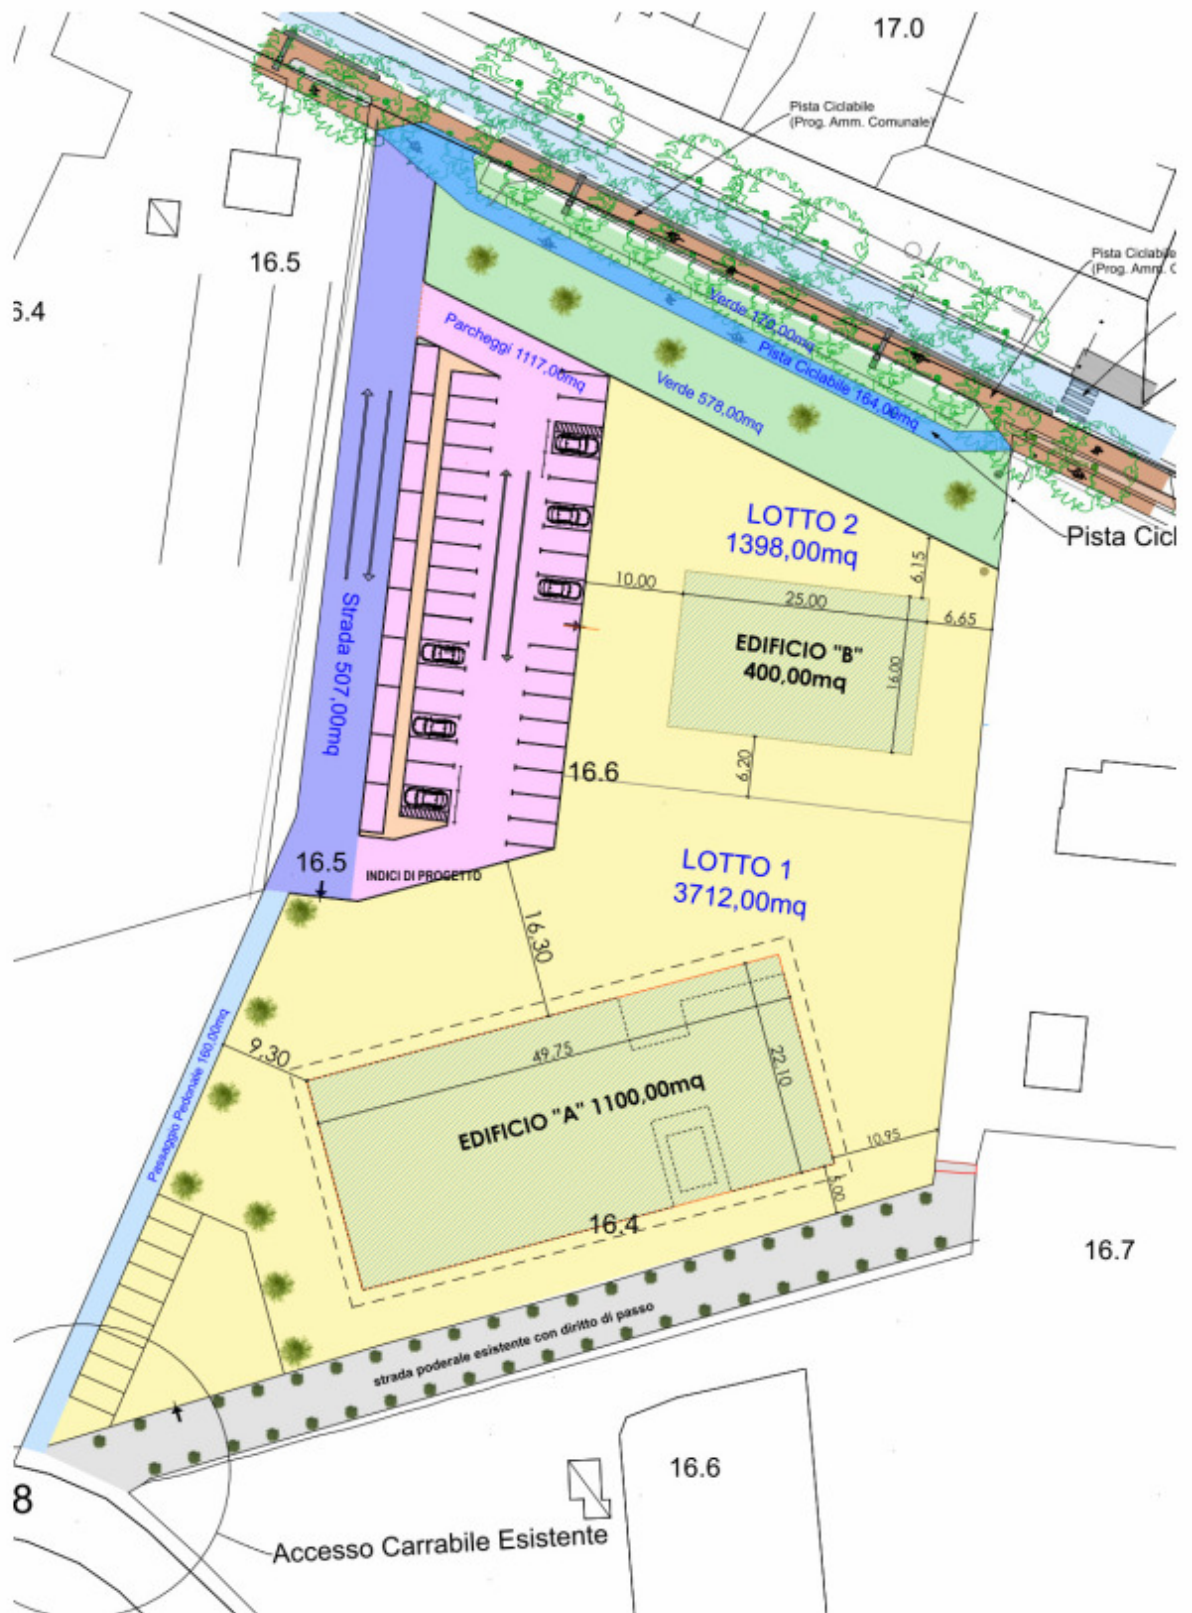 17.0
Pista Ciclabile
(Prog. Amm. Comunale)
16.5
Pista Ciclabile
(Prog. Amm. C
5.4
Verde 170,00mq
Parcheggi 1117,00mq
Pista Ciclabile 164,00mq
Verde 578,00mq
LOTTO 2
1398,00mq
Pista Cicl
6.15
10.00
25.00
6.65
Strada 507,00mq
EDIFICIO "B"
400,00mq
16.00
16.6
6.20
16.5
INDICI DI PROGETTO
LOTTO 1
3712,00mq
16.30
9.30
49.75
22.10
Passaggio Pedonale 160,00mq
EDIFICIO "A" 1100,00mq
10.95
5.00
16.4
16.7
strada poderale esistente con diritto di passo
16.6
8
Accesso Carrabile Esistente